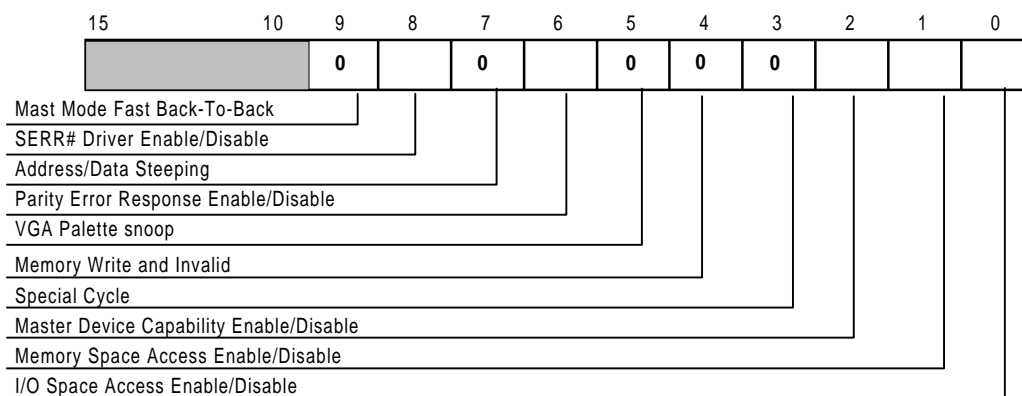 15 10 9 8 7 6 5 4 3 2 1 0
0 0 0 0 0
Mast Mode Fast Back-To-Back
SERR# Driver Enable/Disable
Address/Data Steeping
Parity Error Response Enable/Disable
VGA Palette snoop
Memory Write and Invalid
Special Cycle
Master Device Capability Enable/Disable
Memory Space Access Enable/Disable
I/O Space Access Enable/Disable